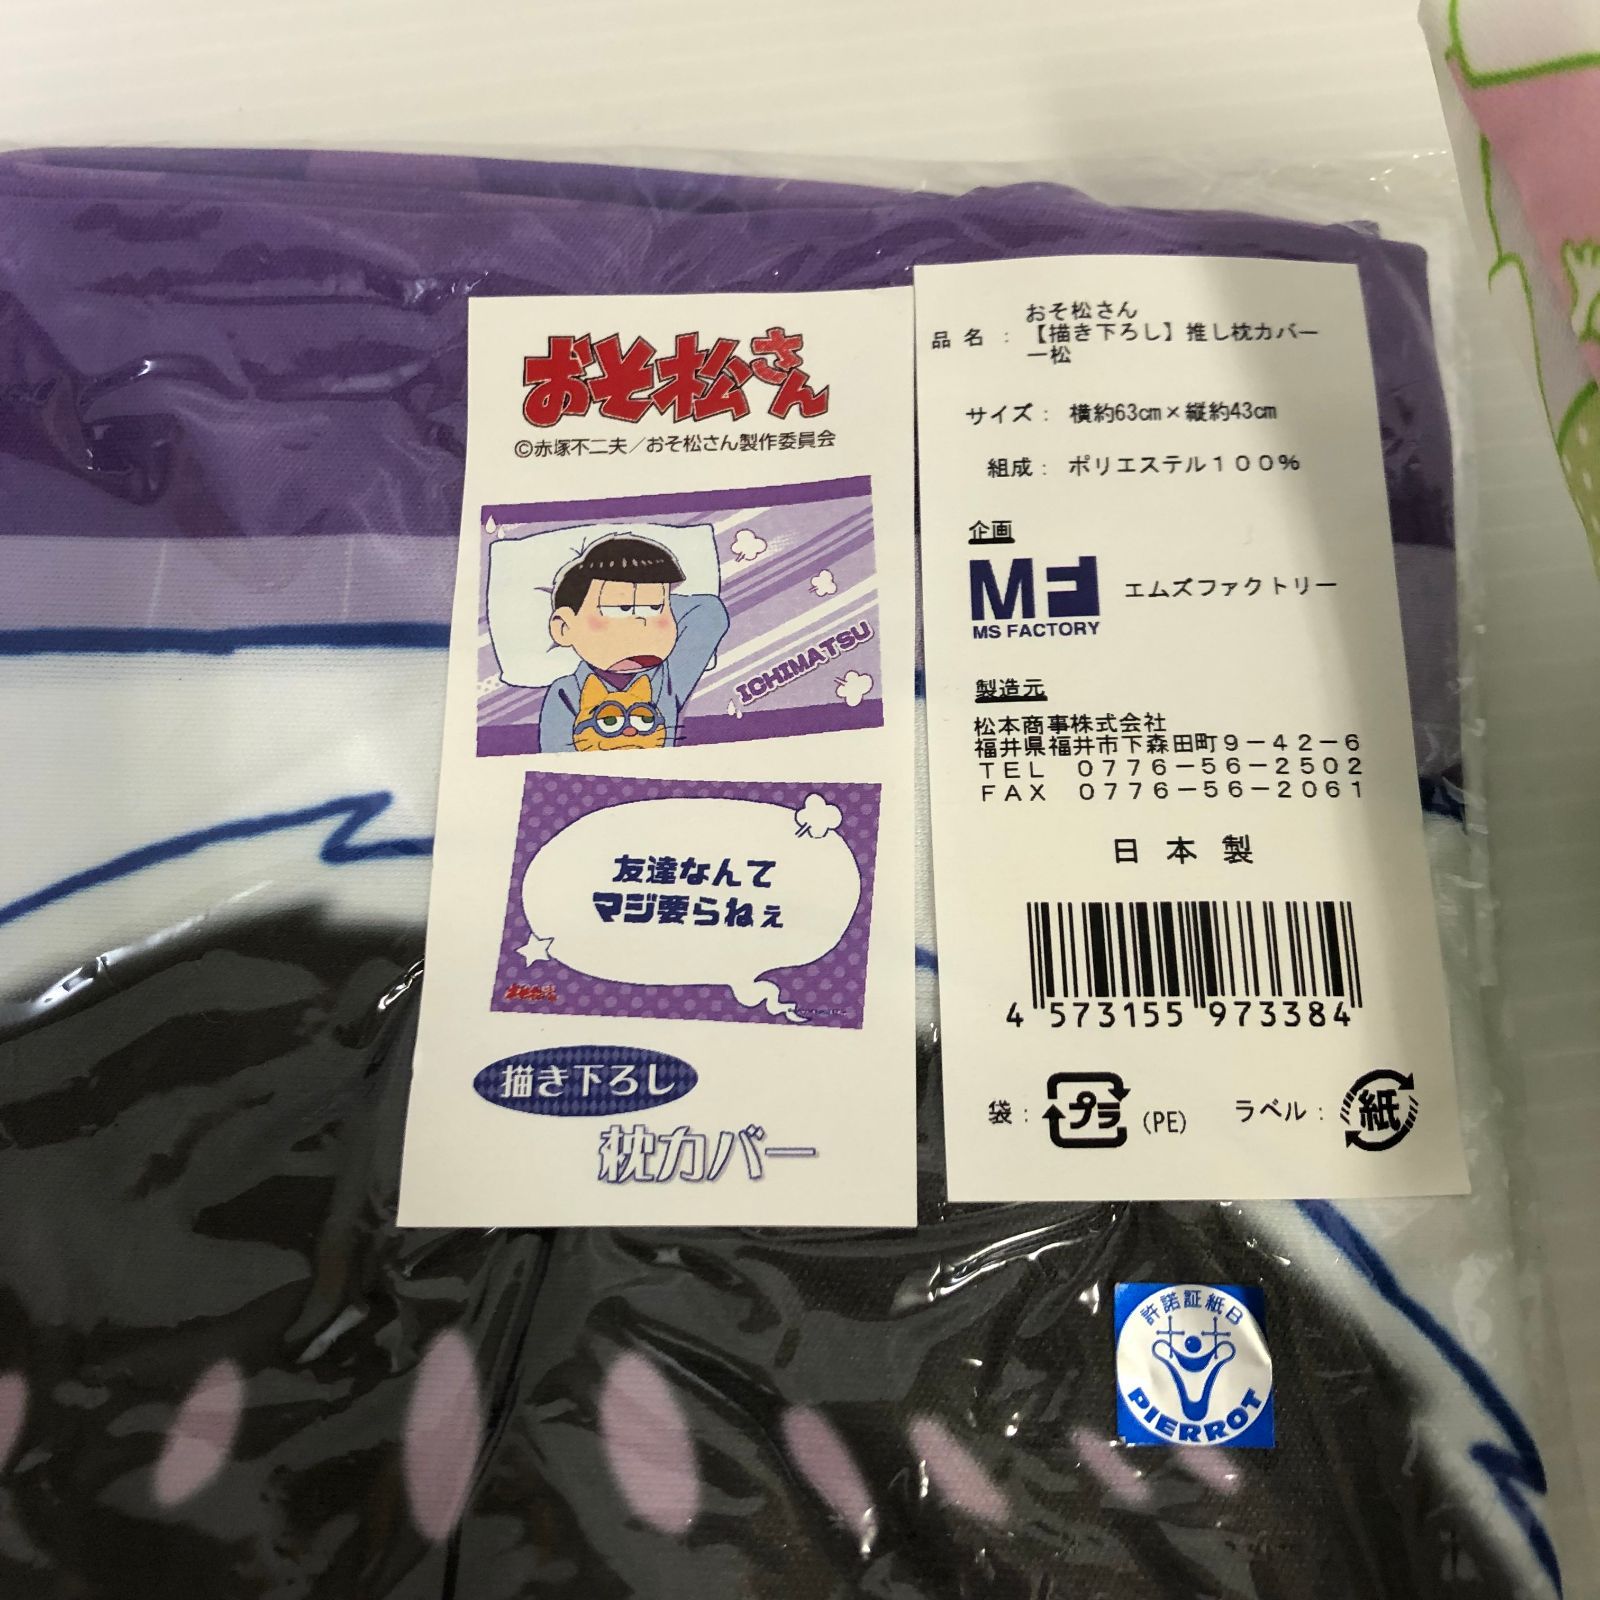 おそ松さん
©赤塚不二夫／おそ松さん製作委員会
ICHIMATSU
友達なんて
マジ要らねぇ
おそ松さん
描き下ろし
枕カバー
おそ松さん
品名：【描き下ろし】推し枕カバー
一松
サイズ：横約63㎝×縦約43㎝
組成：ポリエステル１００％
企画
MF
MS FACTORY
エムズファクトリー
製造元
松本商事株式会社
福井県福井市下森田町９－４２－６
ＴＥＬ　０７７６－５６－２５０２
ＦＡＸ　０７７６－５６－２０６１
日本製
4 573155 973384
袋：プラ(PE)　ラベル：紙
許諾証紙B
PIERROT